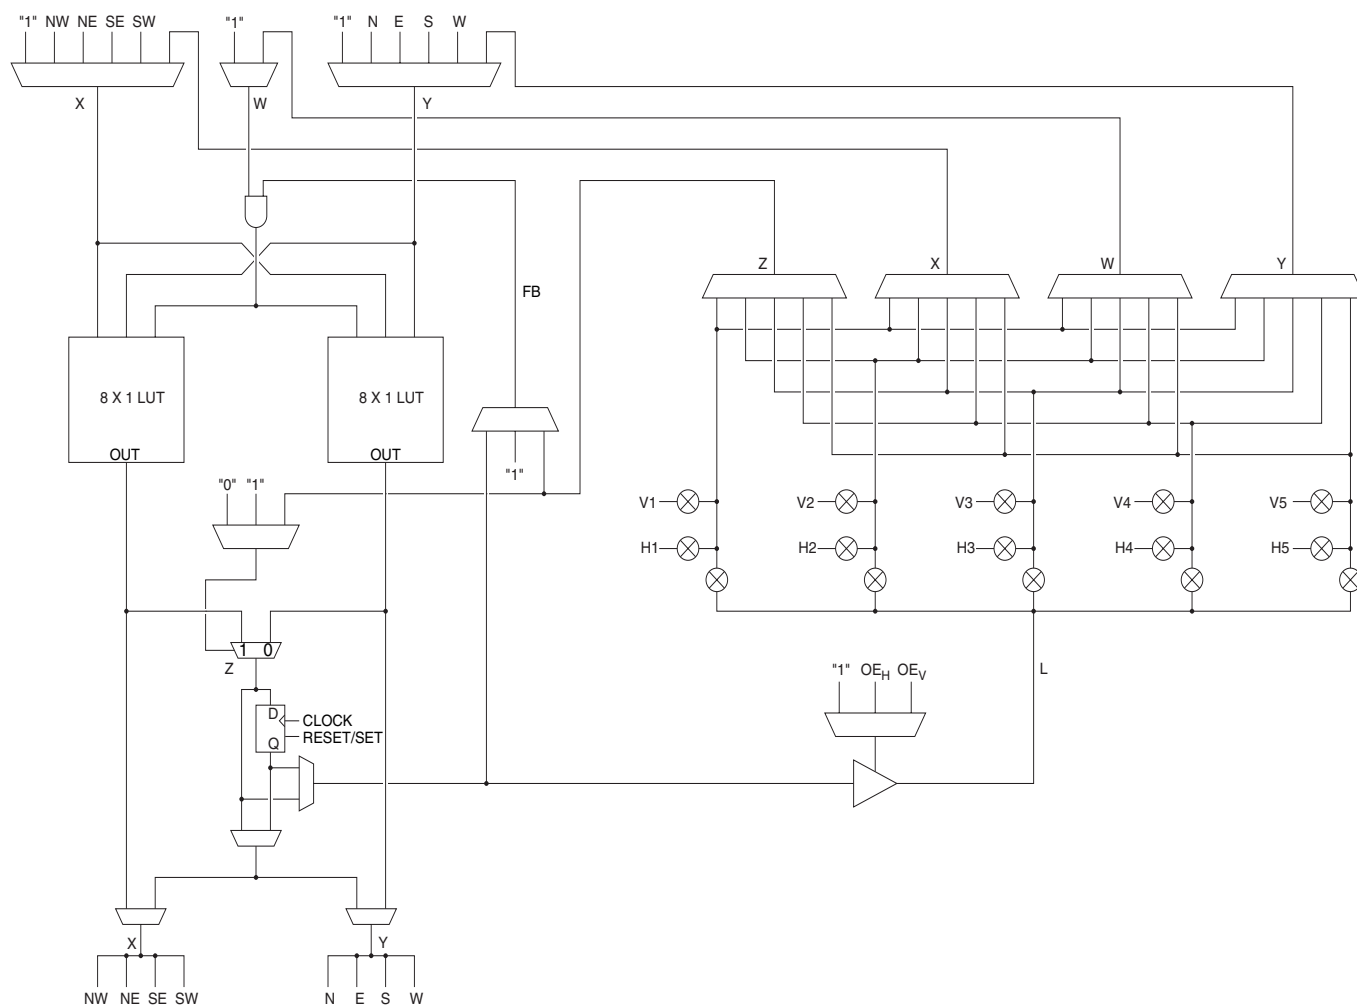 "1" NW NE SE SW "1" "1" N E S W
X W Y
Z X W Y
FB
8 X 1 LUT 8 X 1 LUT
OUT OUT
"1"
"0" "1"
V1 V2 V3 V4 V5
H1 H2 H3 H4 H5
1 0
Z
"1" OEH OEV
L
D
CLOCK
RESET/SET
Q
X Y
NW NE SE SW N E S W